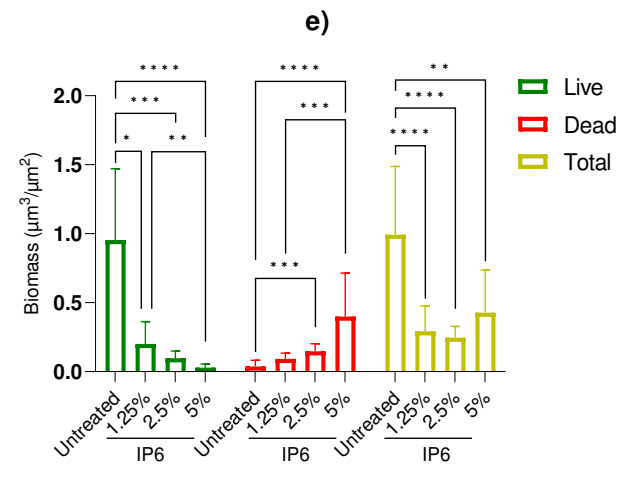 e)
Live
Dead
Total
Biomass (µm³/µm²)
2.0
1.5
1.0
0.5
0.0
* * * *
* * *
*
* *
* * * *
* * *
* * *
* *
* * * *
* * * *
Untreated
1.25%
2.5%
5%
IP6
Untreated
1.25%
2.5%
5%
IP6
Untreated
1.25%
2.5%
5%
IP6